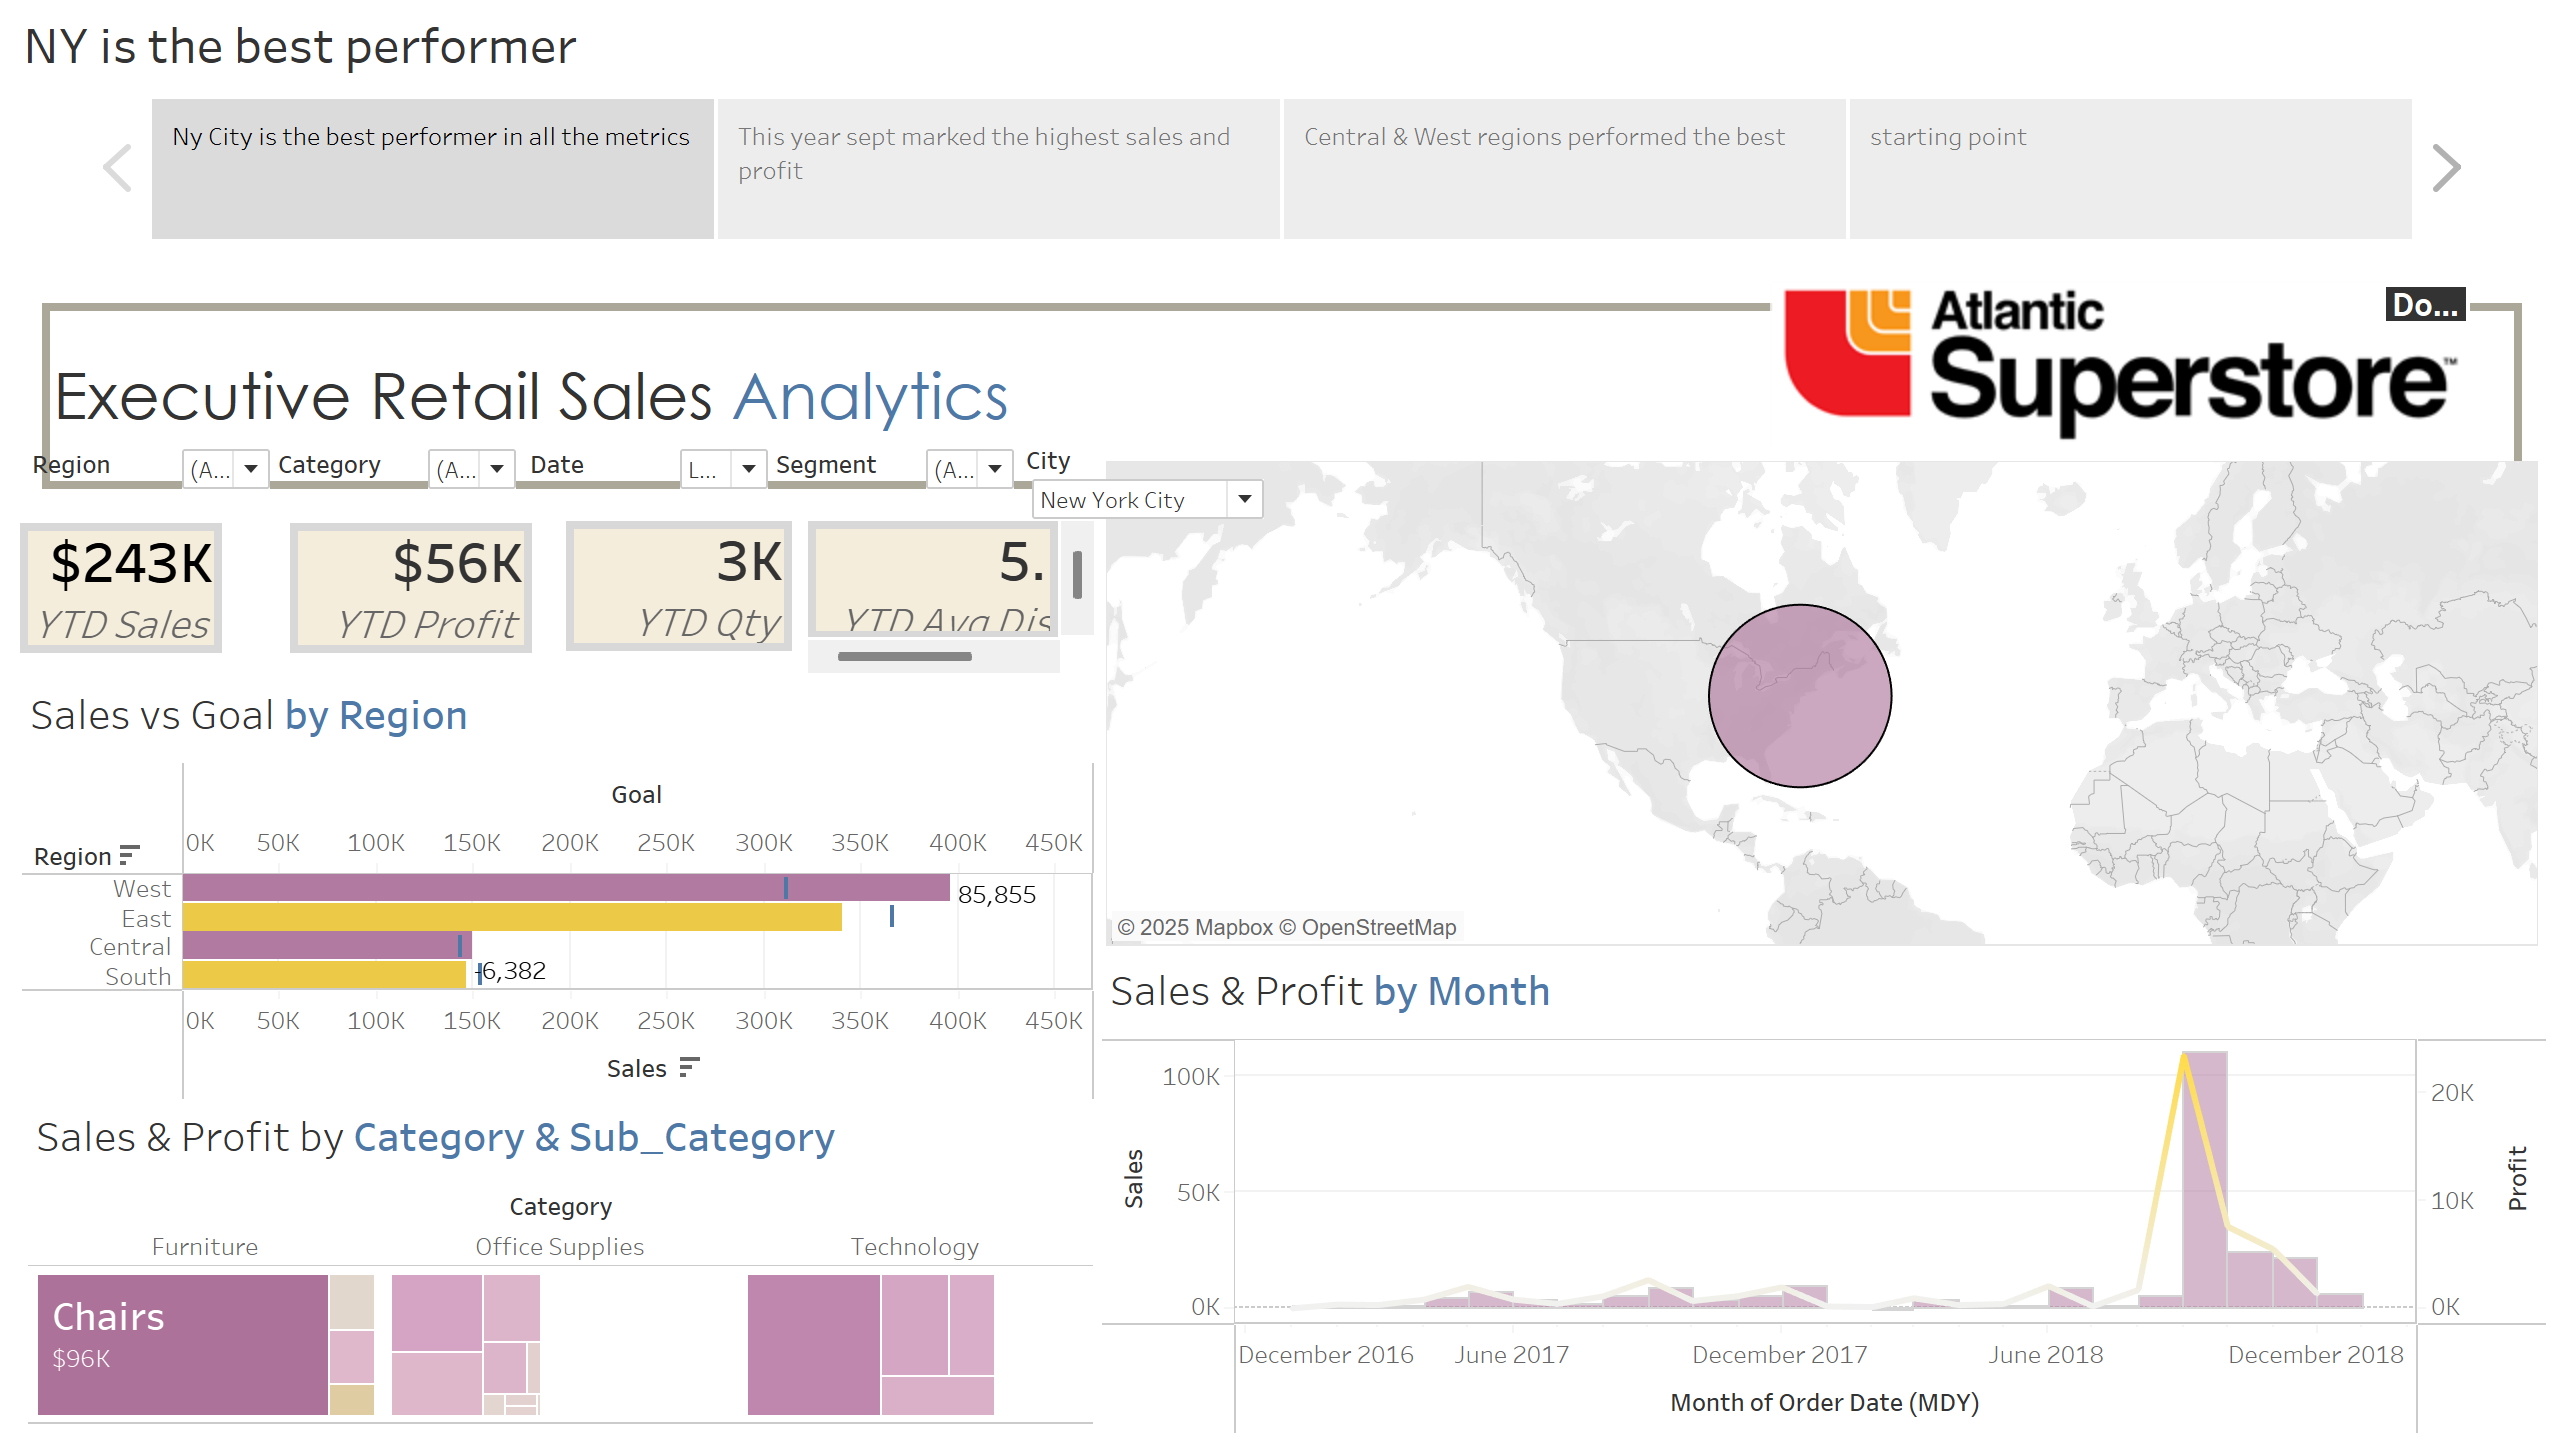 NY is the best performer
Ny City is the best performer in all the metrics
This year sept marked the highest sales and
profit
Central & West regions performed the best
starting point
Atlantic
Superstore™
Do...
Executive Retail Sales Analytics
Region (A... Category (A... Date L... Segment (A... City
New York City
$243K
YTD Sales
$56K
YTD Profit
3K
YTD Qty
5.
YTD Avg Dis
Sales vs Goal by Region
Goal
0K 50K 100K 150K 200K 250K 300K 350K 400K 450K
Region
West 85,855
East
Central
South -6,382
0K 50K 100K 150K 200K 250K 300K 350K 400K 450K
Sales
© 2025 Mapbox © OpenStreetMap
Sales & Profit by Category & Sub_Category
Category
Furniture Office Supplies Technology
Chairs
$96K
Sales & Profit by Month
Sales
100K
50K
0K
20K
10K
0K
Profit
December 2016 June 2017 December 2017 June 2018 December 2018
Month of Order Date (MDY)